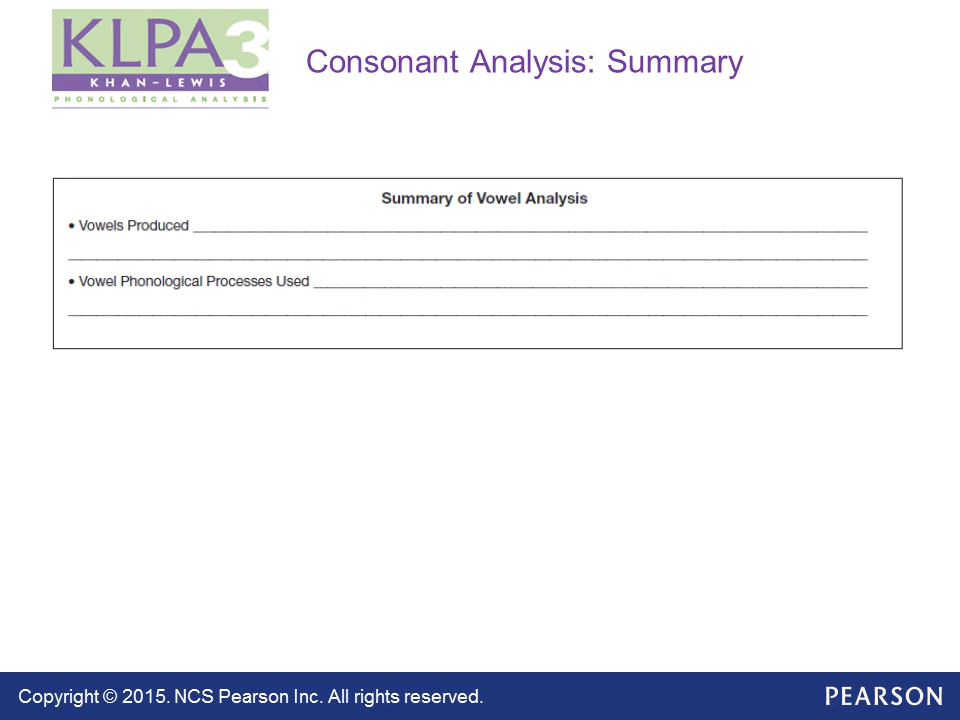 KLPA3
KHAN-LEWIS
PHONOLOGICAL ANALYSIS
Consonant Analysis: Summary
Summary of Vowel Analysis
• Vowels Produced
• Vowel Phonological Processes Used
Copyright © 2015. NCS Pearson Inc. All rights reserved.
PEARSON